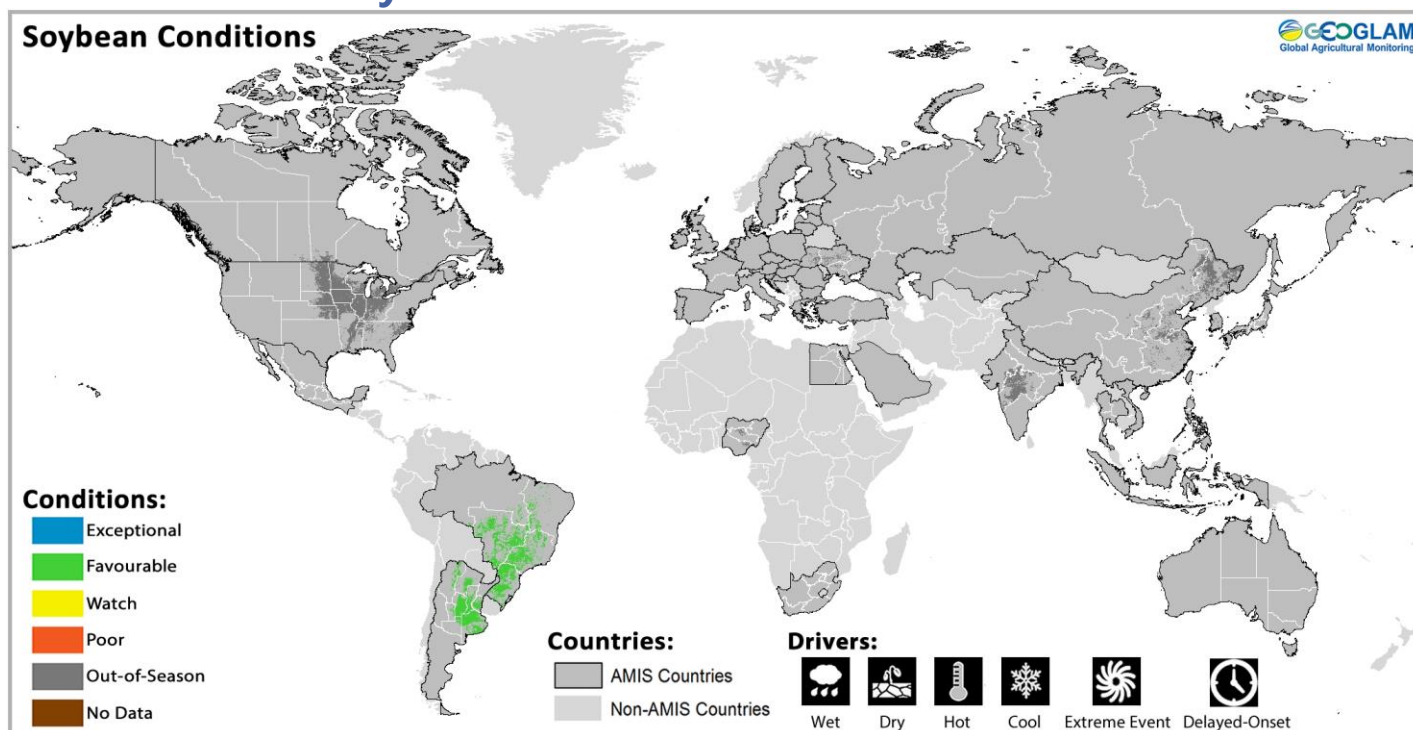 Soybean Conditions
GEOGLAM
Global Agricultural Monitoring
Conditions:
Exceptional
Favourable
Watch
Poor
Out-of-Season
No Data
Countries:
AMIS Countries
Non-AMIS Countries
Drivers:
Wet
Dry
Hot
Cool
Extreme Event
Delayed-Onset